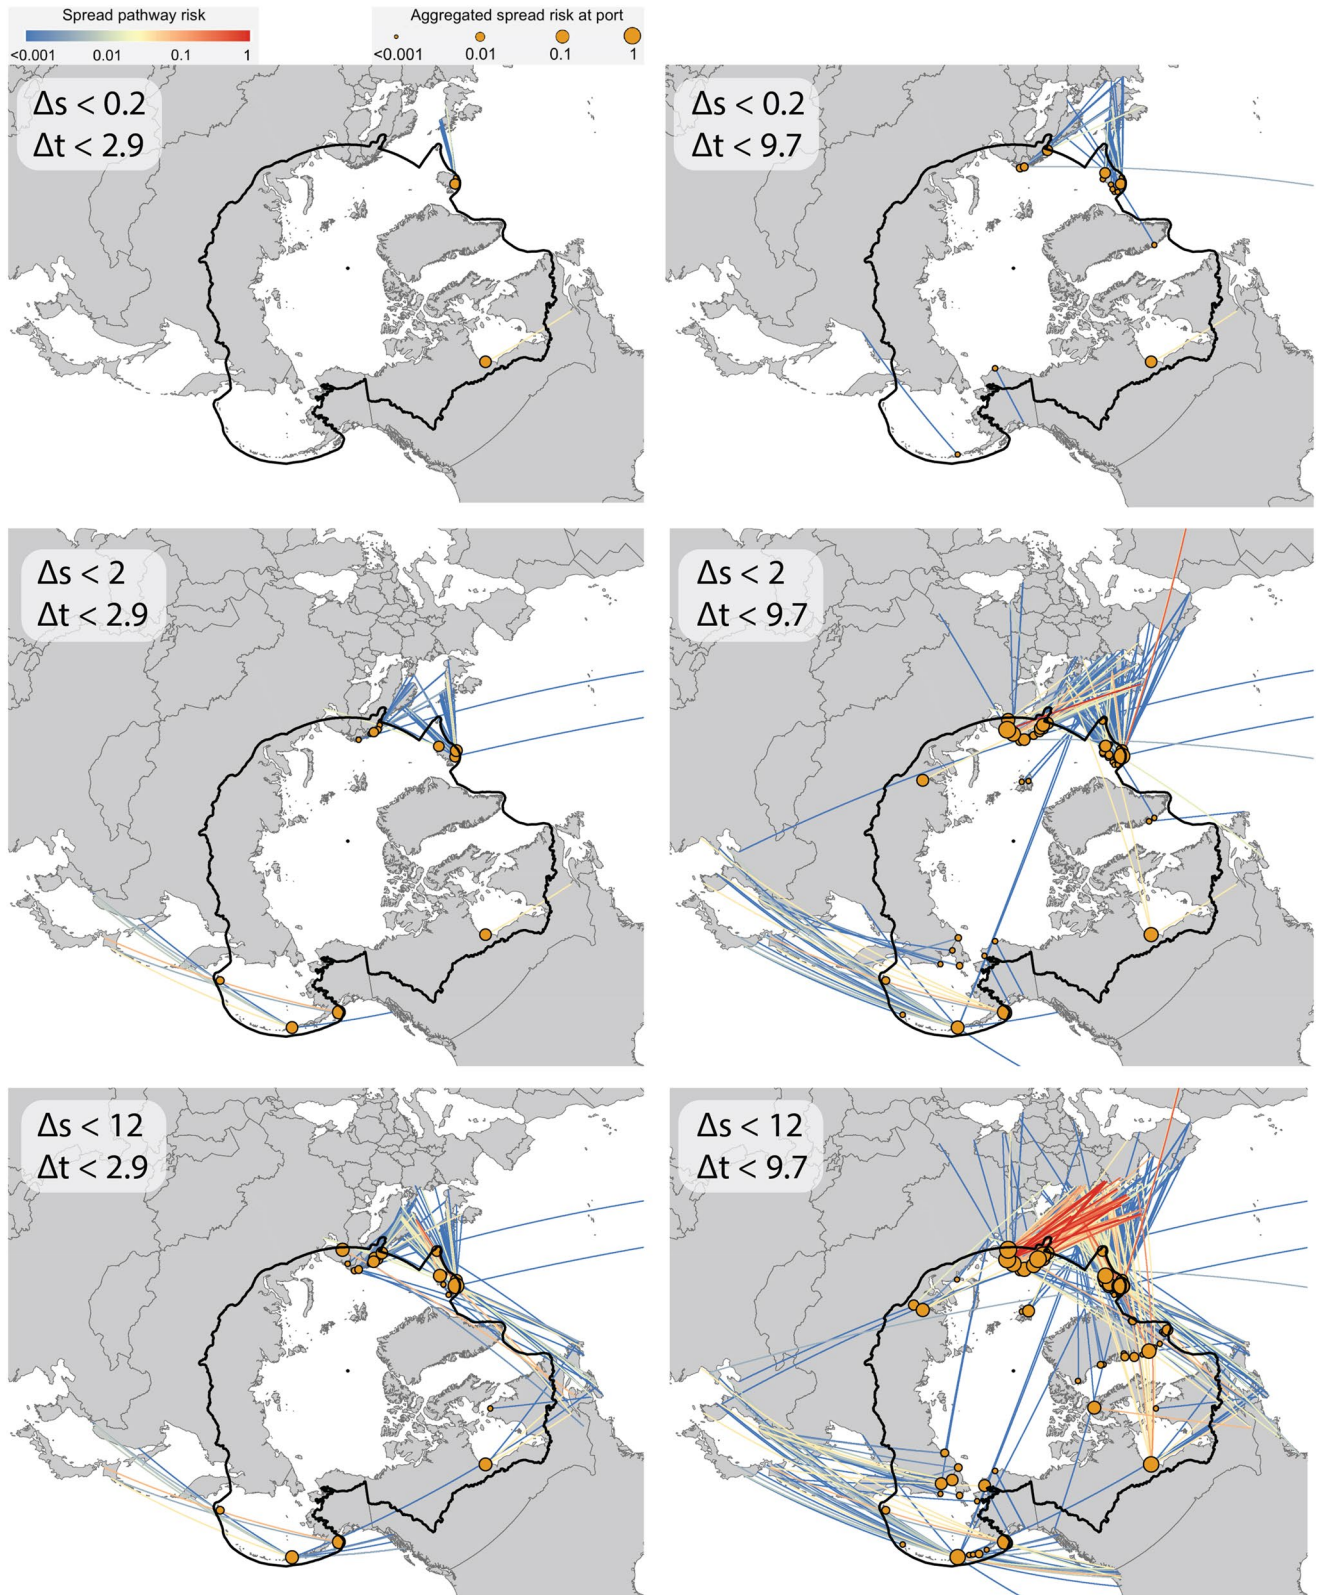 Spread pathway risk
<0.001 0.01 0.1 1
Aggregated spread risk at port
<0.001 0.01 0.1 1
Δs < 0.2
Δt < 2.9
Δs < 0.2
Δt < 9.7
Δs < 2
Δt < 2.9
Δs < 2
Δt < 9.7
Δs < 12
Δt < 2.9
Δs < 12
Δt < 9.7